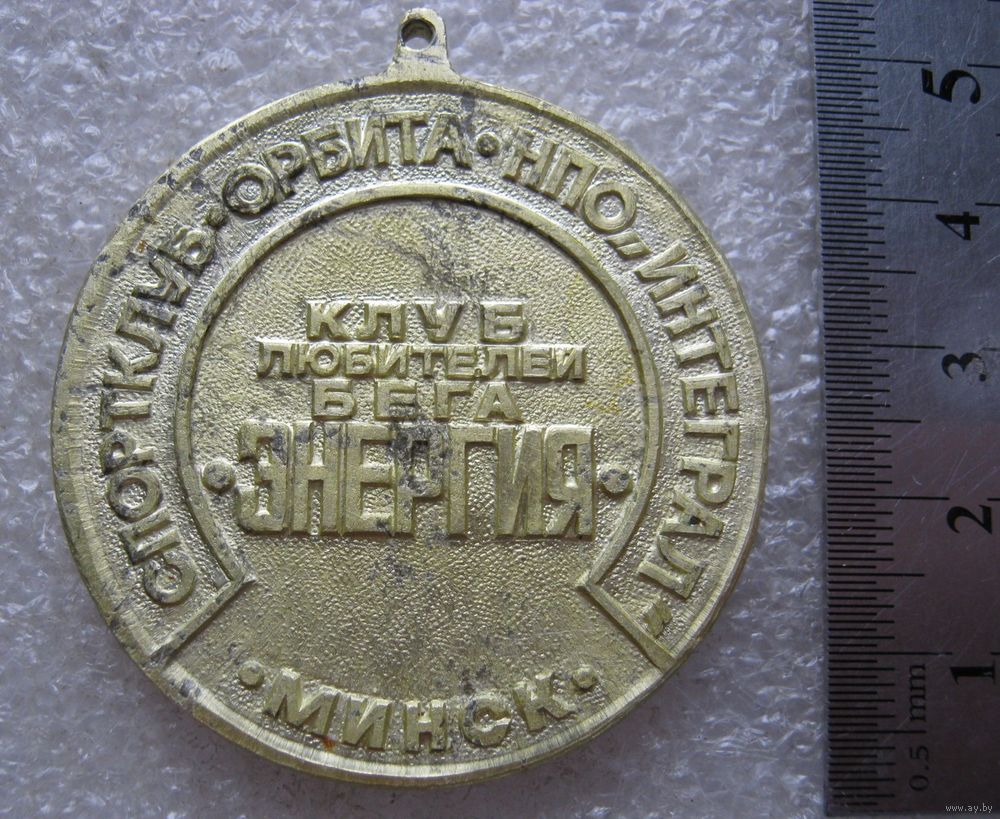 СПОРТКЛУБ·ОРБИТА·НПО„ИНТЕГРАЛ“
КЛУБ
ЛЮБИТЕЛЕЙ
БЕГА
·ЭНЕРГИЯ·
·МИНСК·
5
4
3
2
1
0.5 mm
www.ay.by